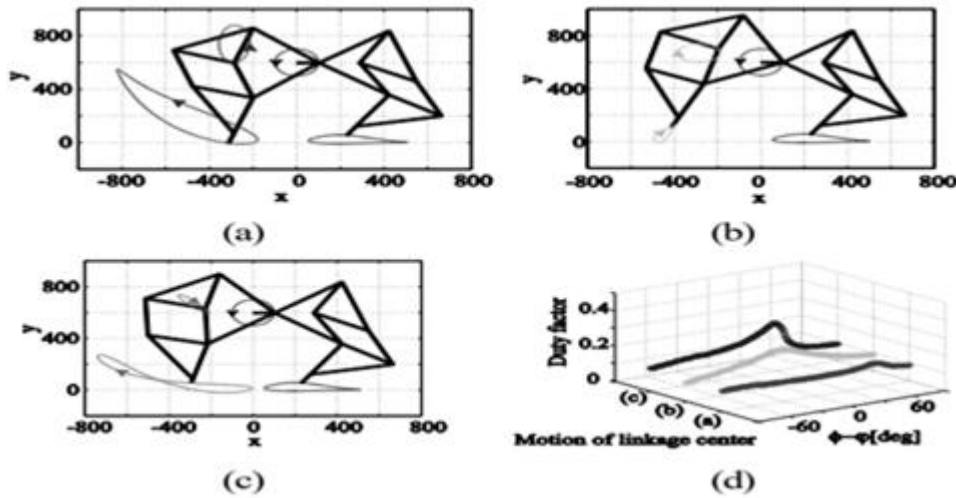 800
400
0
y
-800 -400 0 400 800
x
(a)
800
400
0
y
-800 -400 0 400 800
x
(b)
800
400
0
y
-800 -400 0 400 800
x
(c)
0.4
0.2
0
Duty factor
(c) (b) (a)
-60 0 60
Motion of linkage center
φ[deg]
(d)